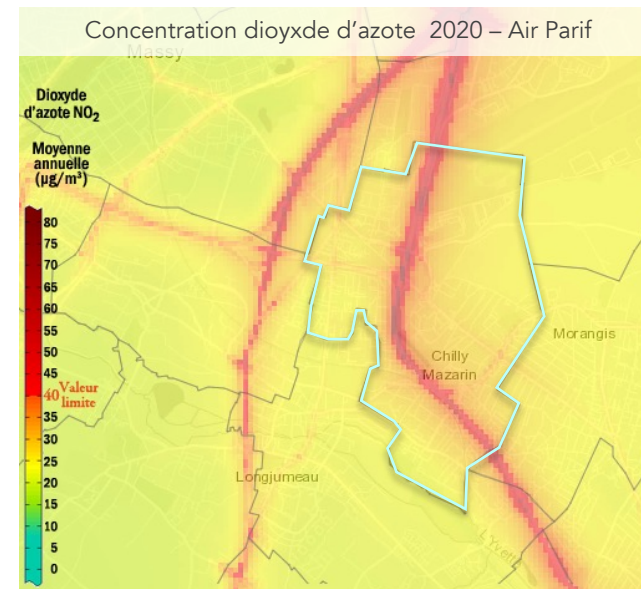 Concentration dioyxde d'azote 2020 – Air Parif
Massy
Dioxyde
d'azote NO₂
Moyenne
annuelle
(µg/m³)
80
75
70
65
60
55
50
45
40 Valeur
limite
35
30
25
20
15
10
5
0
Chilly
Mazarin
Morangis
Longjumeau
L'Yvette